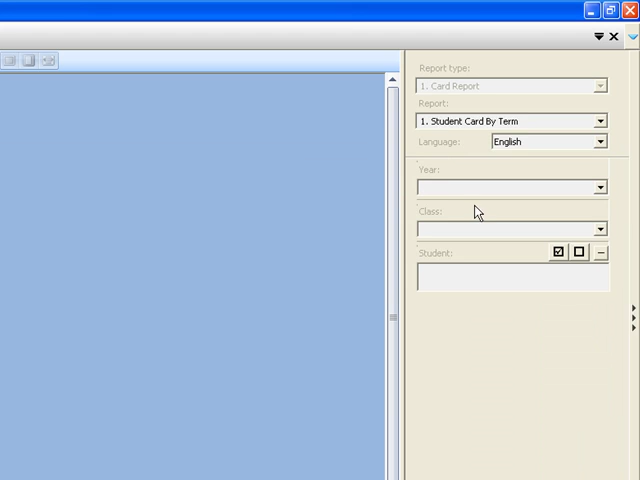 Report type:
1. Card Report
Report:
1. Student Card By Term
Language:
English
Year:
Class:
Student: